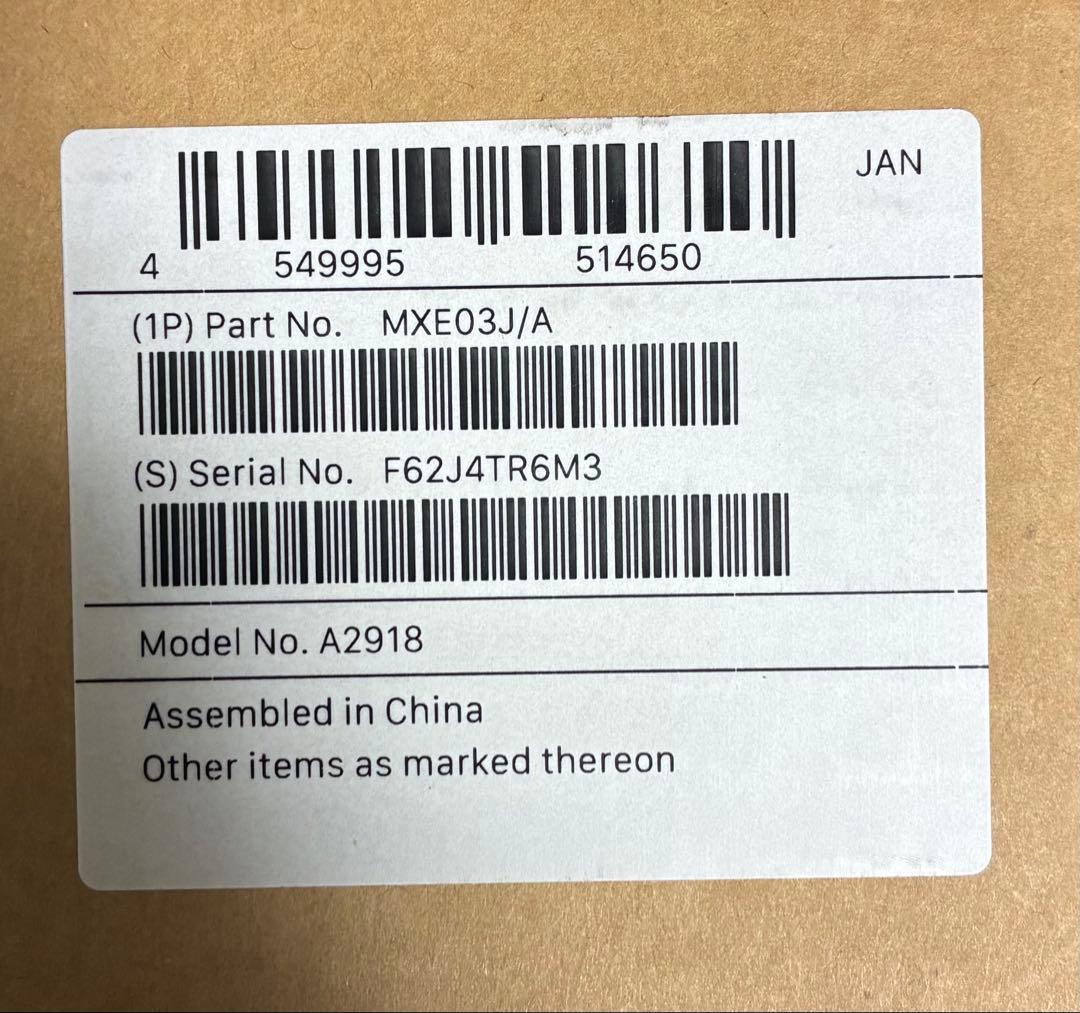 JAN
4 549995 514650
(1P) Part No. MXE03J/A
(S) Serial No. F62J4TR6M3
Model No. A2918
Assembled in China
Other items as marked thereon